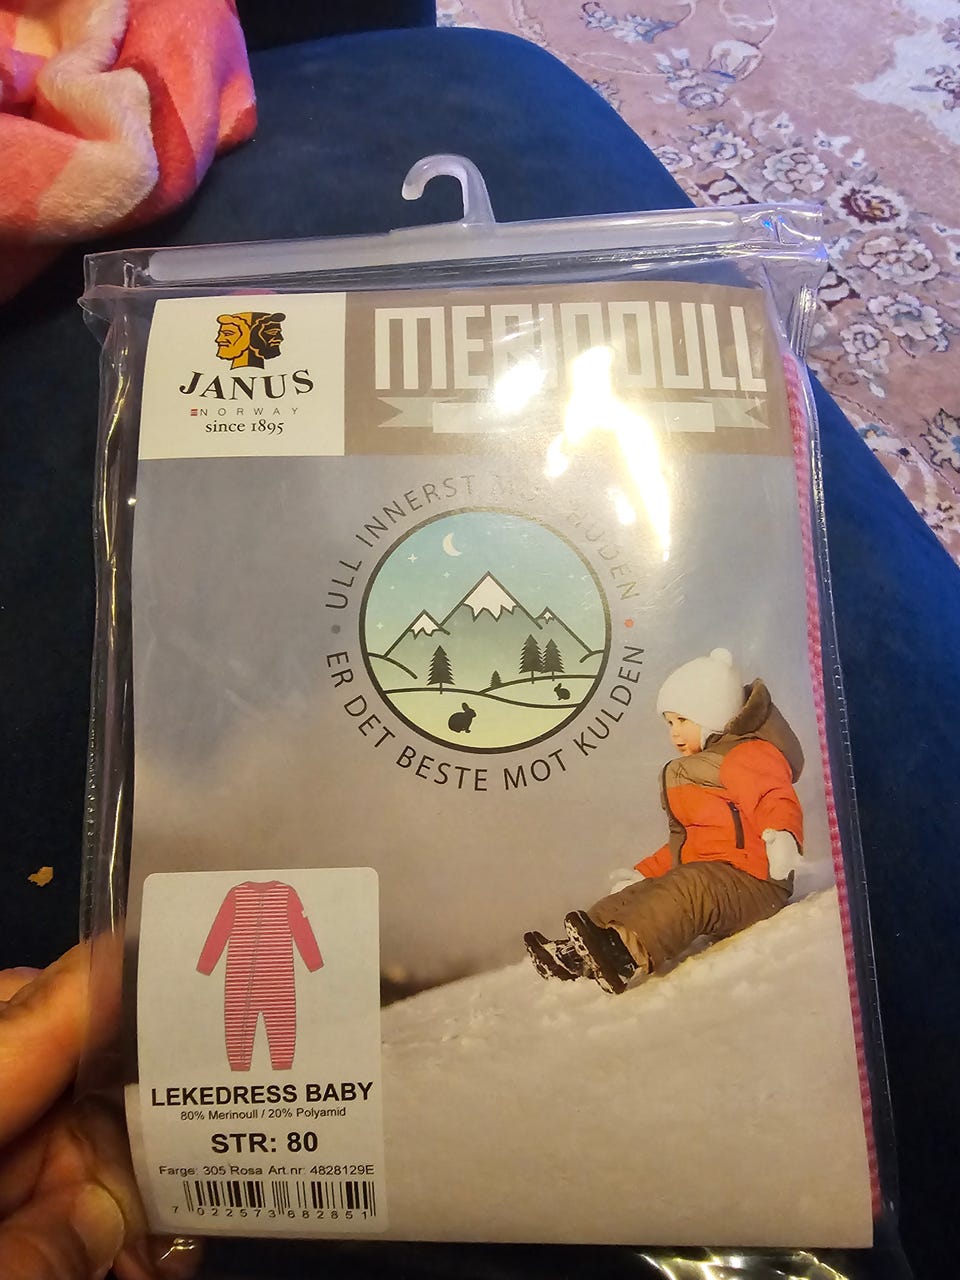 JANUS
NORWAY
since 1895
MERINOULL
ULL INNERST MOT HUDEN
ER DET BESTE MOT KULDEN
LEKEDRESS BABY
80% Merinoull / 20% Polyamid
STR: 80
Farge: 305 Rosa Art.nr: 4828129E
7 022573 682851